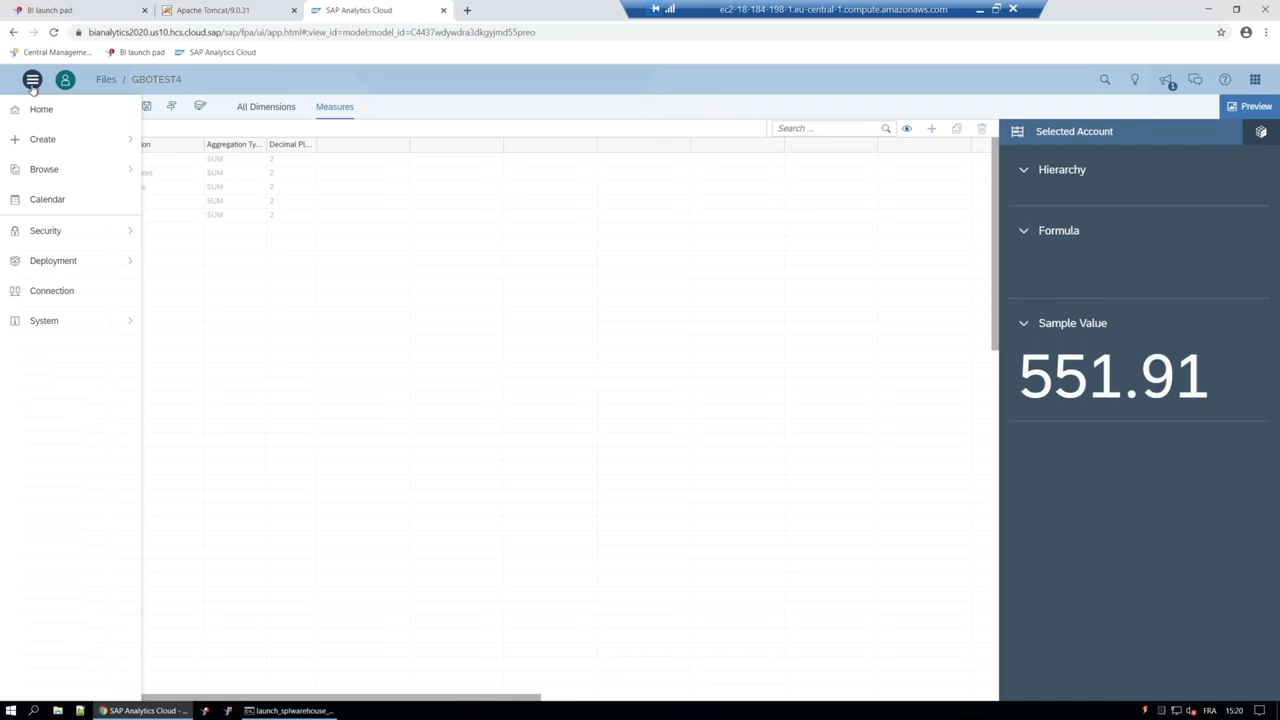 BI launch pad
Apache Tomcat/9.0.31
SAP Analytics Cloud
ec2-18-184-198-1.eu-central-1.compute.amazonaws.com
bianalytics2020.us10.hcs.cloud.sap/sap/fpa/ui/app.html#;view_id=model;model_id=C4437wdywdra3dkgyjmd55preo
Central Manageme...
BI launch pad
SAP Analytics Cloud
Files / GBOTEST4
1
Home
Create
Browse
Calendar
Security
Deployment
Connection
System
All Dimensions
Measures
Preview
Search ...
Aggregation Ty...
Decimal Pl...
SUM 2
SUM 2
SUM 2
SUM 2
SUM 2
Selected Account
Hierarchy
Formula
Sample Value
551.91
SAP Analytics Cloud - ...
launch_splwarehouse_...
FRA
15:20